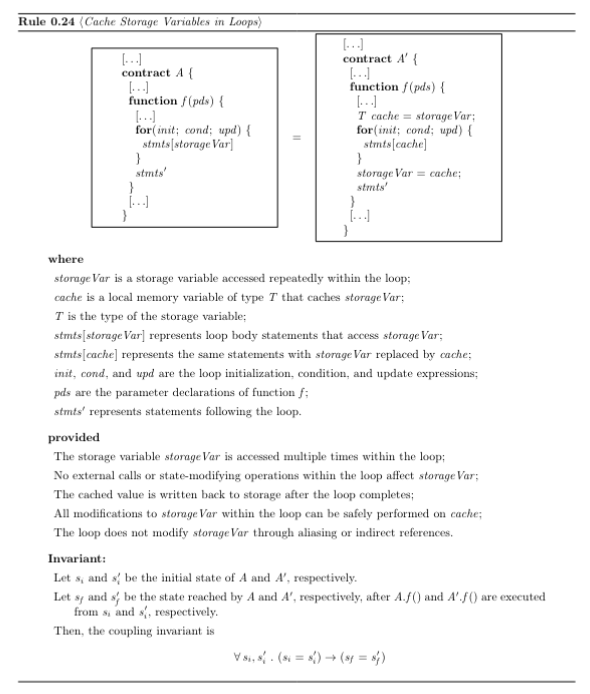 Rule 0.24 ⟨Cache Storage Variables in Loops⟩
[...]
contract A {
[...]
function f(pds) {
[...]
for(init; cond; upd) {
stmts[storageVar]
}
stmts′
}
[...]
}
=
[...]
contract A′ {
[...]
function f(pds) {
[...]
T cache = storageVar;
for(init; cond; upd) {
stmts[cache]
}
storageVar = cache;
stmts′
}
[...]
}
where
storageVar is a storage variable accessed repeatedly within the loop;
cache is a local memory variable of type T that caches storageVar;
T is the type of the storage variable;
stmts[storageVar] represents loop body statements that access storageVar;
stmts[cache] represents the same statements with storageVar replaced by cache;
init, cond, and upd are the loop initialization, condition, and update expressions;
pds are the parameter declarations of function f;
stmts′ represents statements following the loop.
provided
The storage variable storageVar is accessed multiple times within the loop;
No external calls or state-modifying operations within the loop affect storageVar;
The cached value is written back to storage after the loop completes;
All modifications to storageVar within the loop can be safely performed on cache;
The loop does not modify storageVar through aliasing or indirect references.
Invariant:
Let sᵢ and sᵢ′ be the initial state of A and A′, respectively.
Let s_f and s_f′ be the state reached by A and A′, respectively, after A.f() and A′.f() are executed
from sᵢ and sᵢ′, respectively.
Then, the coupling invariant is
∀ sᵢ, sᵢ′ . (sᵢ = sᵢ′) → (s_f = s_f′)